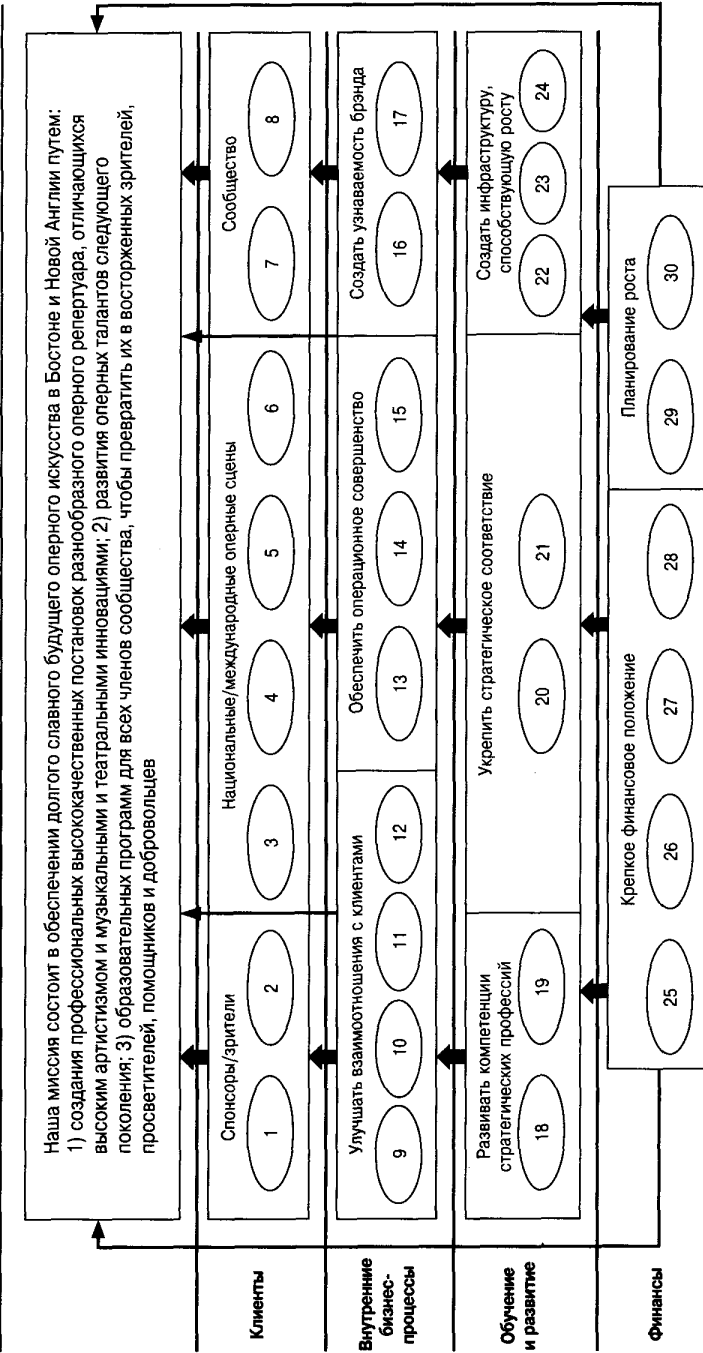 Наша миссия состоит в обеспечении долгого славного будущего оперного искусства в Бостоне и Новой Англии путем:
1) создания профессиональных высококачественных постановок разнообразного оперного репертуара, отличающихся
высоким артистизмом и музыкальными и театральными инновациями; 2) развития оперных талантов следующего
поколения; 3) образовательных программ для всех членов сообщества, чтобы превратить их в восторженных зрителей,
просветителей, помощников и добровольцев
Клиенты
Спонсоры/зрители
1 2
Национальные/международные оперные сцены
3 4 5 6
Сообщество
7 8
Внутренние
бизнес-
процессы
Улучшать взаимоотношения с клиентами
9 10 11 12
Обеспечить операционное совершенство
13 14 15
Создать узнаваемость брэнда
16 17
Обучение
и развитие
Развивать компетенции
стратегических профессий
18 19
Укрепить стратегическое соответствие
20 21
Создать инфраструктуру,
способствующую росту
22 23 24
Финансы
Крепкое финансовое положение
25 26 27 28
Планирование роста
29 30